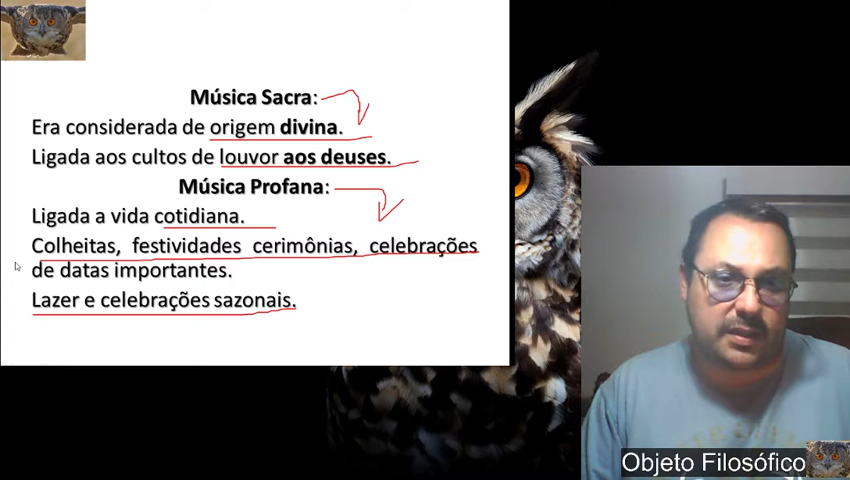 Música Sacra:
Era considerada de origem divina.
Ligada aos cultos de louvor aos deuses.
Música Profana:
Ligada a vida cotidiana.
Colheitas, festividades cerimônias, celebrações
de datas importantes.
Lazer e celebrações sazonais.
Objeto Filosófico